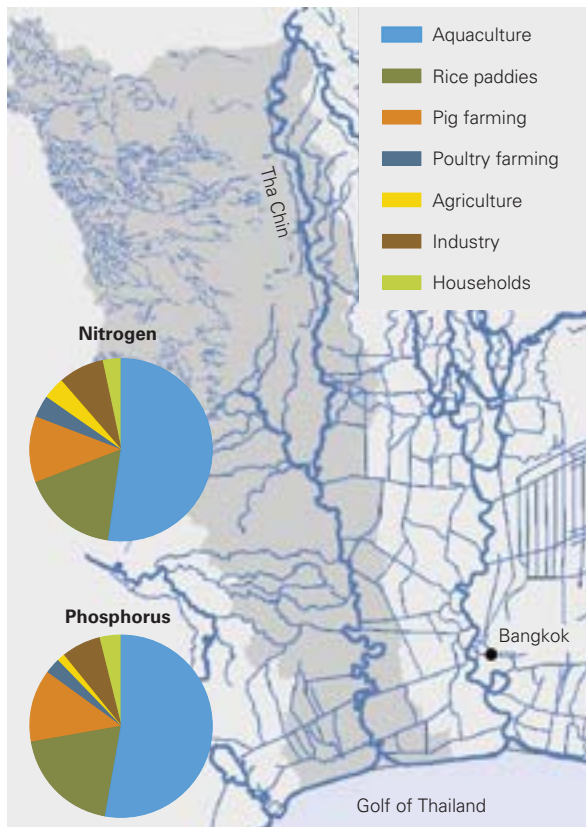 Aquaculture
Rice paddies
Pig farming
Poultry farming
Agriculture
Industry
Households
Tha Chin
Nitrogen
Phosphorus
Bangkok
Golf of Thailand